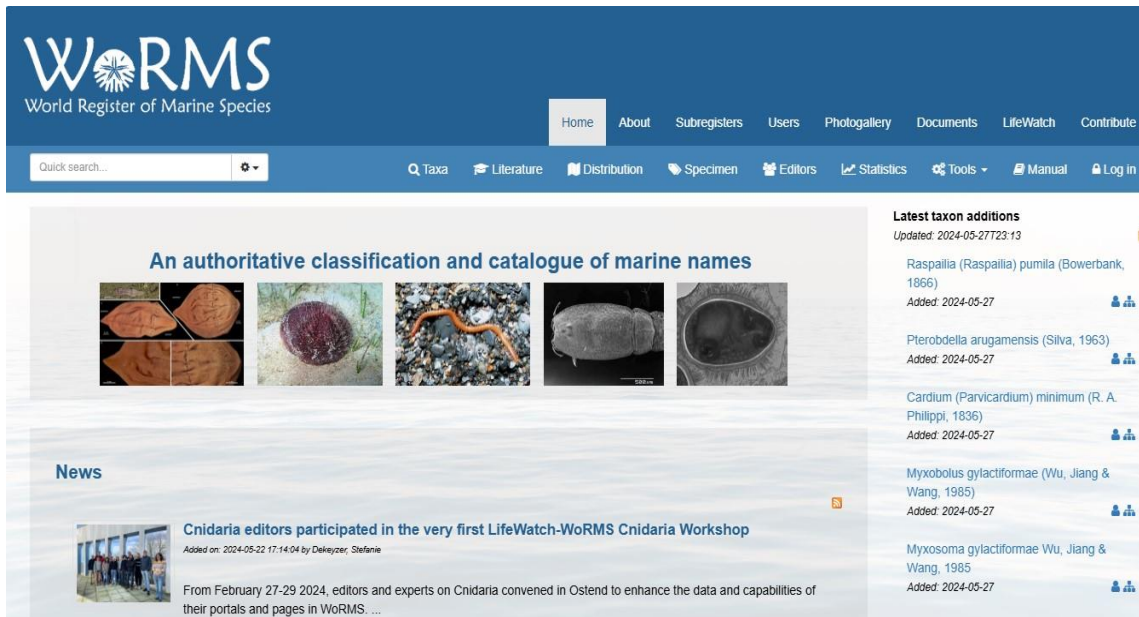 WoRMS
World Register of Marine Species
Home About Subregisters Users Photogallery Documents LifeWatch Contribute
Quick search...
Taxa Literature Distribution Specimen Editors Statistics Tools Manual Log in
An authoritative classification and catalogue of marine names
News
Cnidaria editors participated in the very first LifeWatch-WoRMS Cnidaria Workshop
Added on: 2024-05-22 17:14:04 by Dekeyzer, Stefanie
From February 27-29 2024, editors and experts on Cnidaria convened in Ostend to enhance the data and capabilities of
their portals and pages in WoRMS. ...
Latest taxon additions
Updated: 2024-05-27T23:13
Raspailia (Raspailia) pumila (Bowerbank,
1866)
Added: 2024-05-27
Pterobdella arugamensis (Silva, 1963)
Added: 2024-05-27
Cardium (Parvicardium) minimum (R. A.
Philippi, 1836)
Added: 2024-05-27
Myxobolus gylactiformae (Wu, Jiang &
Wang, 1985)
Added: 2024-05-27
Myxosoma gylactiformae Wu, Jiang &
Wang, 1985
Added: 2024-05-27